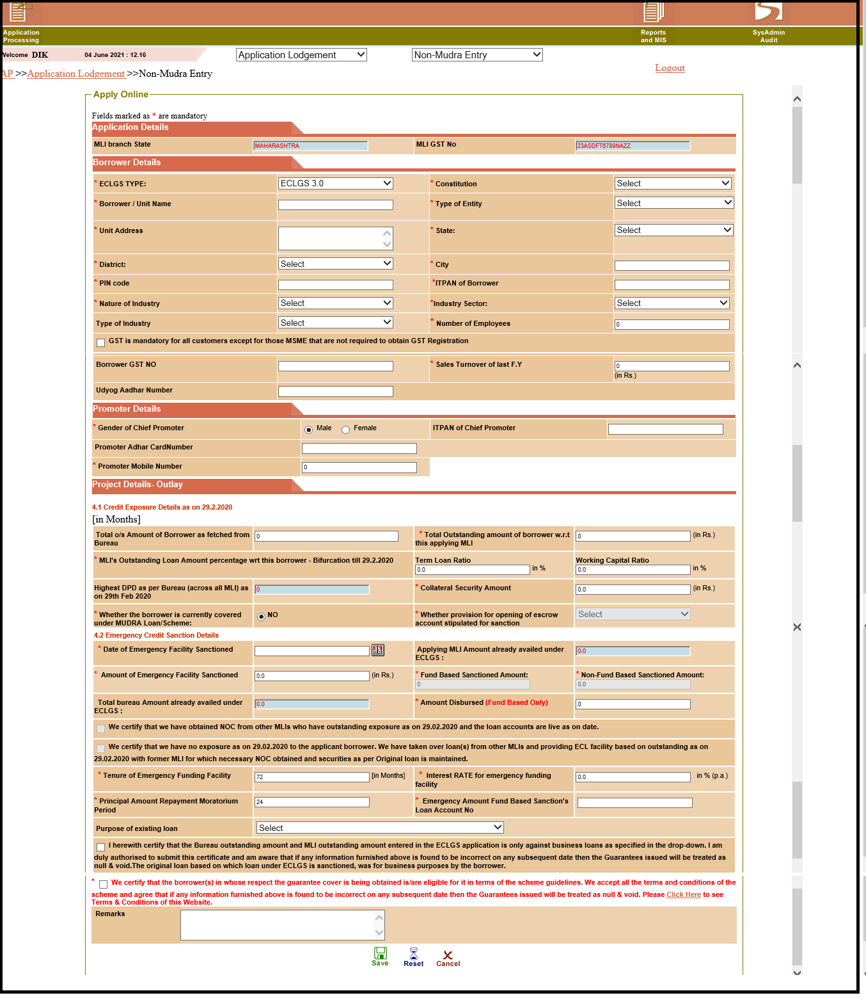 Application
Processing
Reports
and MIS
SysAdmin
Audit
Welcome DIK 04 June 2021 : 12.16
Application Lodgement
Non-Mudra Entry
AP >>Application Lodgement >>Non-Mudra Entry
Logout
Apply Online
Fields marked as * are mandatory
Application Details
MLI branch State MAHARASHTRA MLI GST No 23ASDFT6789NAZZ
Borrower Details
* ECLGS TYPE: ECLGS 3.0 * Constitution Select
* Borrower / Unit Name * Type of Entity Select
* Unit Address * State: Select
* District: Select * City
* PIN code *ITPAN of Borrower
* Nature of Industry Select *Industry Sector: Select
Type of Industry Select * Number of Employees 0
GST is mandatory for all customers except for those MSME that are not required to obtain GST Registration
Borrower GST NO * Sales Turnover of last F.Y 0
(in Rs.)
Udyog Aadhar Number
Promoter Details
* Gender of Chief Promoter Male Female ITPAN of Chief Promoter
Promoter Adhar CardNumber
* Promoter Mobile Number 0
Project Details- Outlay
4.1 Credit Exposure Details as on 29.2.2020
[in Months]
Total o/s Amount of Borrower as fetched from
Bureau
0
* Total Outstanding amount of borrower w.r.t
this applying MLI
0 (in Rs.)
* MLI's Outstanding Loan Amount percentage wrt this borrower - Bifurcation till 29.2.2020
Term Loan Ratio
0.0 in %
Working Capital Ratio
0.0 in %
Highest DPD as per Bureau (across all MLI) as
on 29th Feb 2020
0
* Collateral Security Amount 0.0 (in Rs.)
* Whether the borrower is currently covered
under MUDRA Loan/Scheme:
NO
* Whether provision for opening of escrow
account stipulated for sanction
Select
4.2 Emergency Credit Sanction Details
* Date of Emergency Facility Sanctioned
Applying MLI Amount already availed under
ECLGS :
0.0
* Amount of Emergency Facility Sanctioned 0.0 (in Rs.)
* Fund Based Sanctioned Amount:
0
* Non-Fund Based Sanctioned Amount:
0.0
Total bureau Amount already availed under
ECLGS :
0.0
* Amount Disbursed (Fund Based Only) 0
We certify that we have obtained NOC from other MLIs who have outstanding exposure as on 29.02.2020 and the loan accounts are live as on date.
We certify that we have no exposure as on 29.02.2020 to the applicant borrower. We have taken over loan(s) from other MLIs and providing ECL facility based on outstanding as on
29.02.2020 with former MLI for which necessary NOC obtained and securities as per Original loan is maintained.
* Tenure of Emergency Funding Facility 72 [in Months]
* Interest RATE for emergency funding
facility
0.0 in % (p.a.)
* Principal Amount Repayment Moratorium
Period
24
* Emergency Amount Fund Based Sanction's
Loan Account No
Purpose of existing loan Select
I herewith certify that the Bureau outstanding amount and MLI outstanding amount entered in the ECLGS application is only against business loans as specified in the drop-down. I am
duly authorised to submit this certificate and am aware that if any information furnished above is found to be incorrect on any subsequent date then the Guarantees issued will be treated as
null & void.The original loan based on which loan under ECLGS is sanctioned, was for business purposes by the borrower.
* We certify that the borrower(s) in whose respect the guarantee cover is being obtained is/are eligible for it in terms of the scheme guidelines. We accept all the terms and conditions of the
scheme and agree that if any information furnished above is found to be incorrect on any subsequent date then the Guarantees issued will be treated as null & void. Please Click Here to see
Terms & Conditions of this Website.
Remarks
Save Reset Cancel